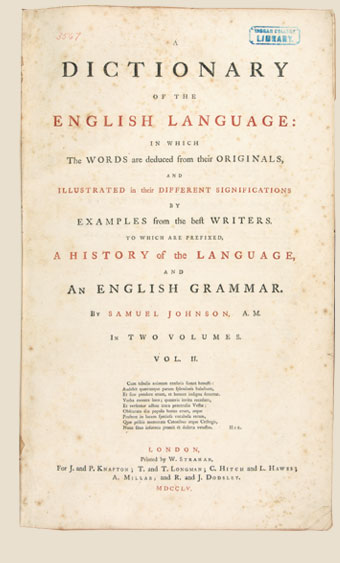 A
DICTIONARY
OF THE
ENGLISH LANGUAGE:
IN WHICH
The WORDS are deduced from their ORIGINALS,
AND
ILLUSTRATED in their DIFFERENT SIGNIFICATIONS
BY
EXAMPLES from the best WRITERS.
TO WHICH ARE PREFIXED,
A HISTORY of the LANGUAGE,
AND
AN ENGLISH GRAMMAR.
BY SAMUEL JOHNSON, A.M.
IN TWO VOLUMES.
VOL. II.
Cum tabulis animum censoris sumet honesti:
Audebit quæcunque parum splendoris habebunt,
Et sine pondere erunt, et honore indigna ferentur.
Verba movere loco; quamvis invita recedant,
Et versentur adhuc intra penetralia Vestæ:
Obscurata diu populo bonus eruet, atque
Proferet in lucem speciosa vocabula rerum,
Quæ priscis memorata Catonibus atque Cethegis,
Nunc situs informis premit et deserta vetustas. HOR.
LONDON,
Printed by W. STRAHAN,
For J. and P. KNAPTON; T. and T. LONGMAN; C. HITCH and L. HAWES;
A. MILLAR; and R. and J. DODSLEY.
MDCCLV.
LIBRARY